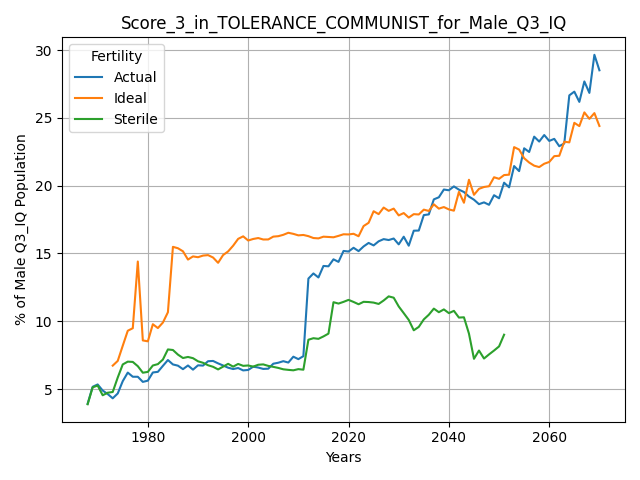 Score_3_in_TOLERANCE_COMMUNIST_for_Male_Q3_IQ
Fertility
Actual
Ideal
Sterile
% of Male Q3_IQ Population
30
25
20
15
10
5
1980 2000 2020 2040 2060
Years